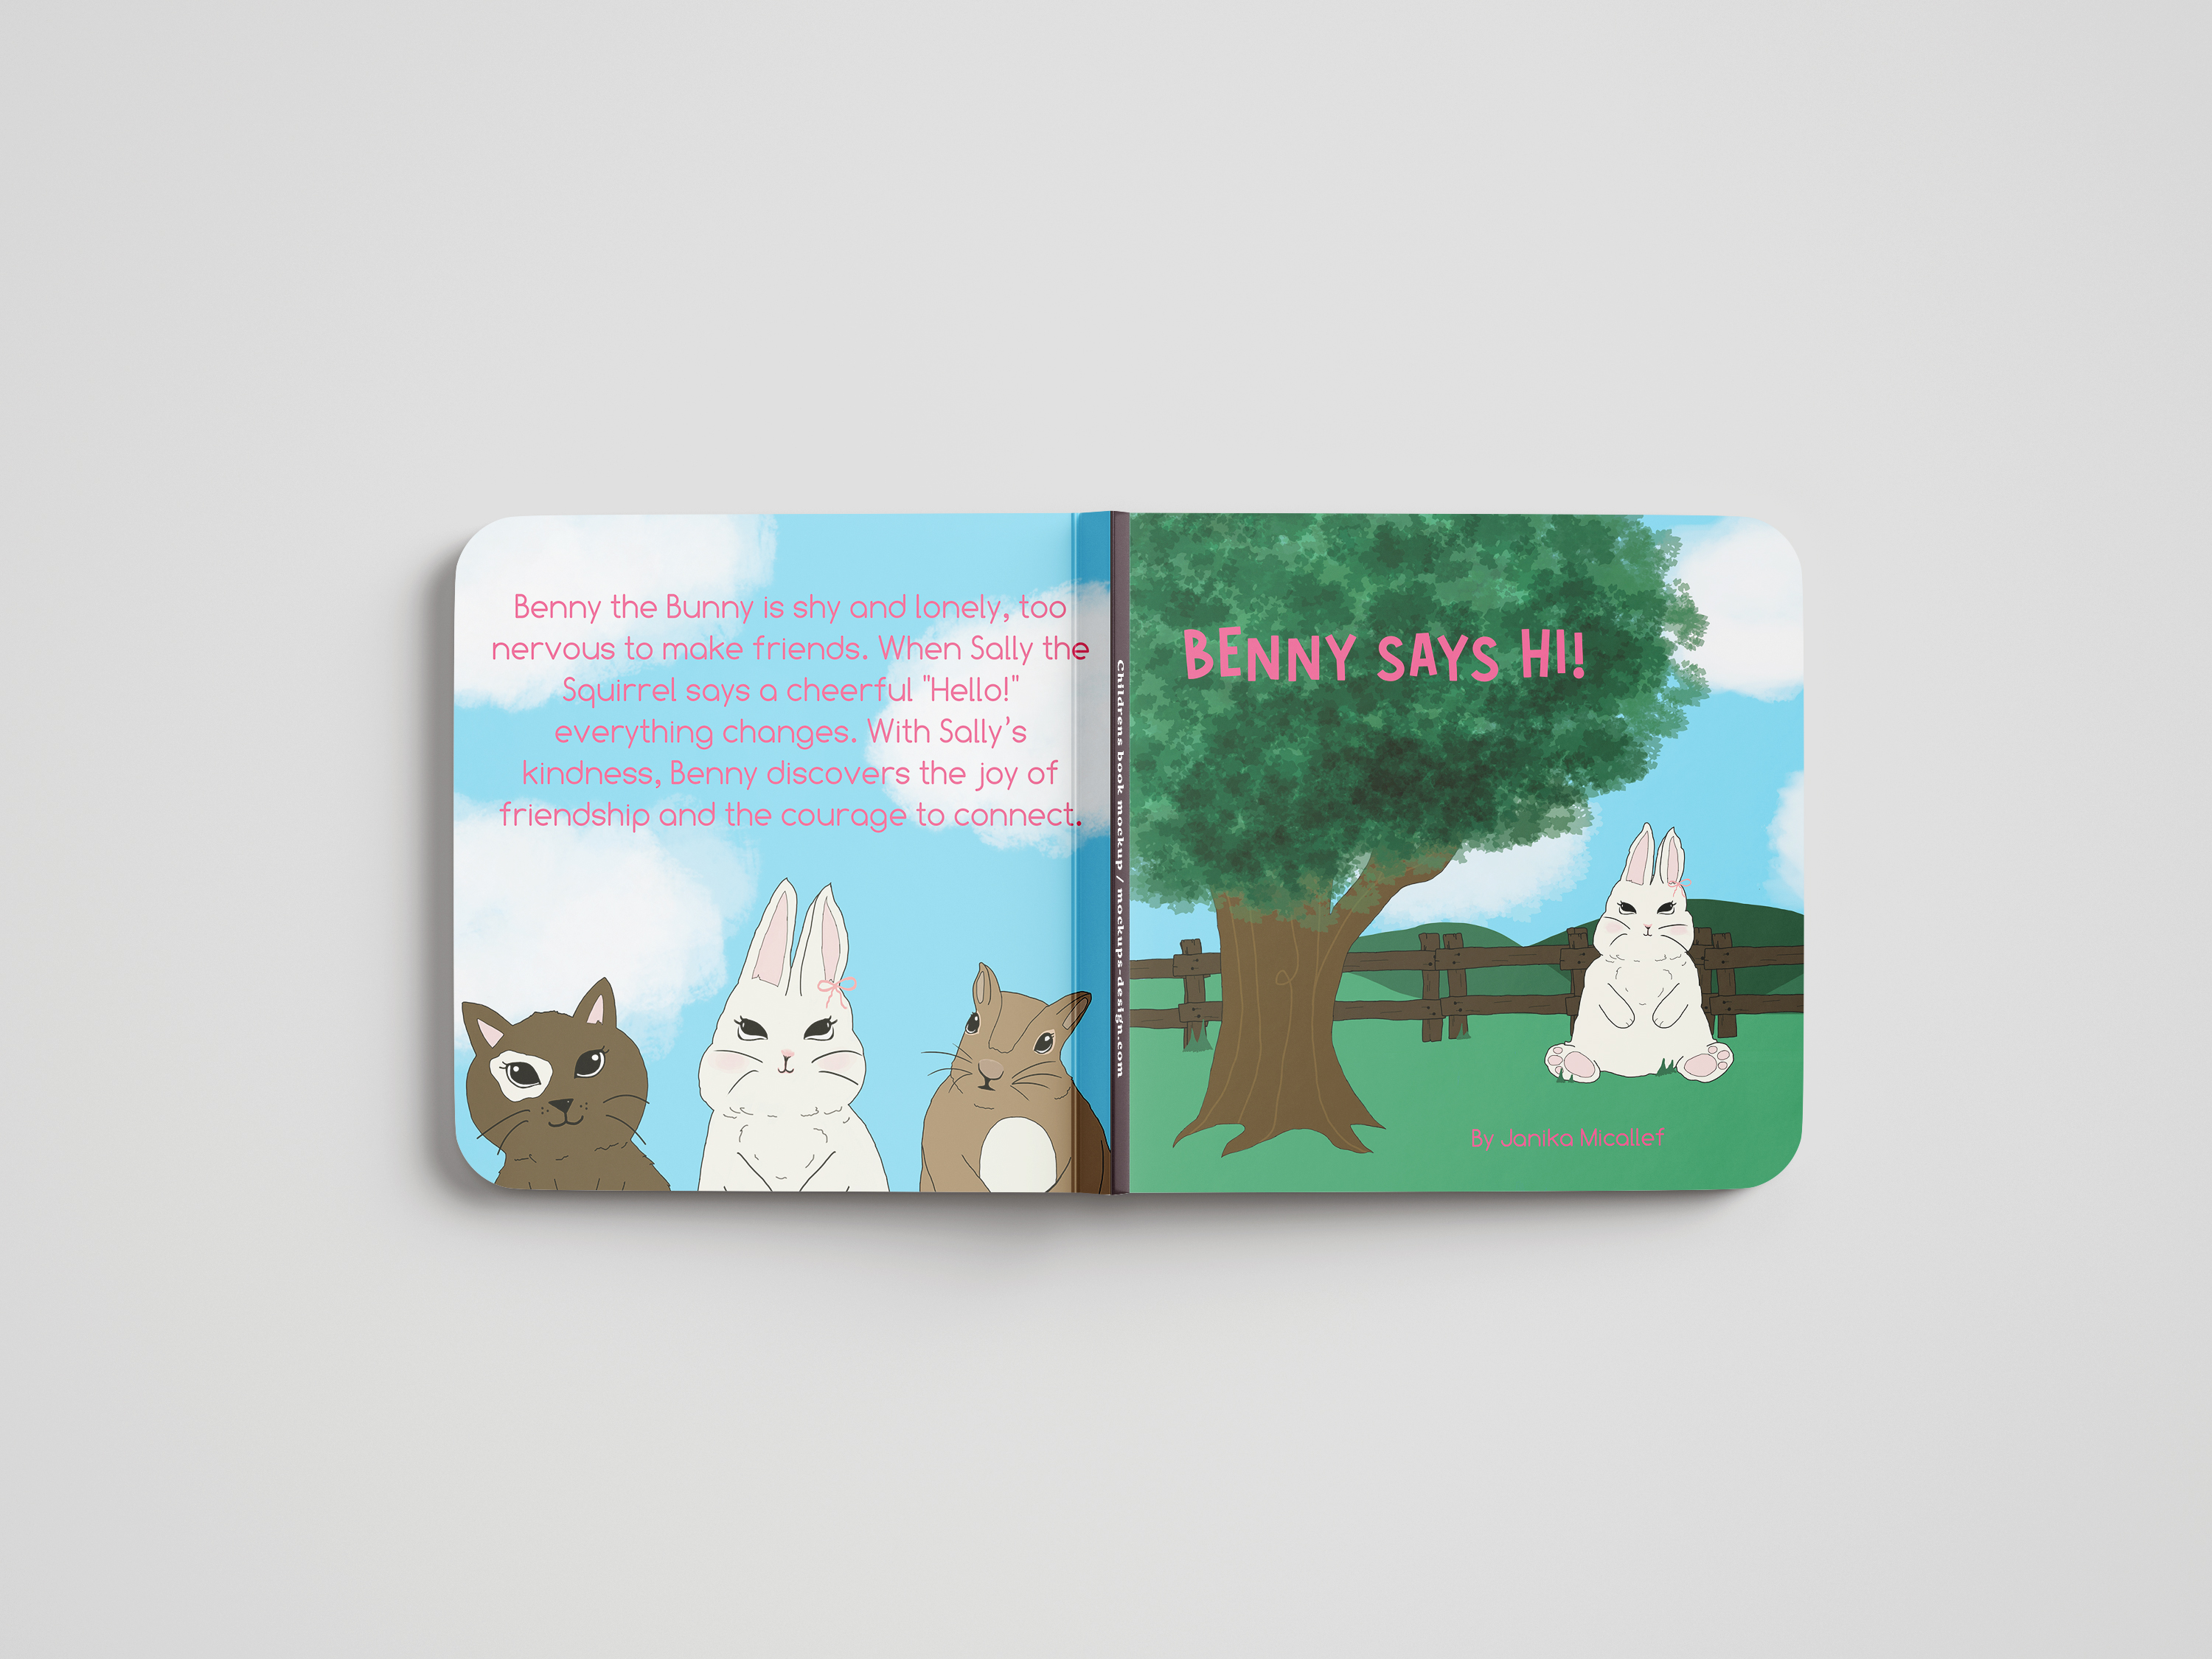 Benny the Bunny is shy and lonely, too
nervous to make friends. When Sally the
Squirrel says a cheerful "Hello!"
everything changes. With Sally's
kindness, Benny discovers the joy of
friendship and the courage to connect.
Childrens book mockup / mockups-design.com
BENNY SAYS HI!
By Janika Micallef